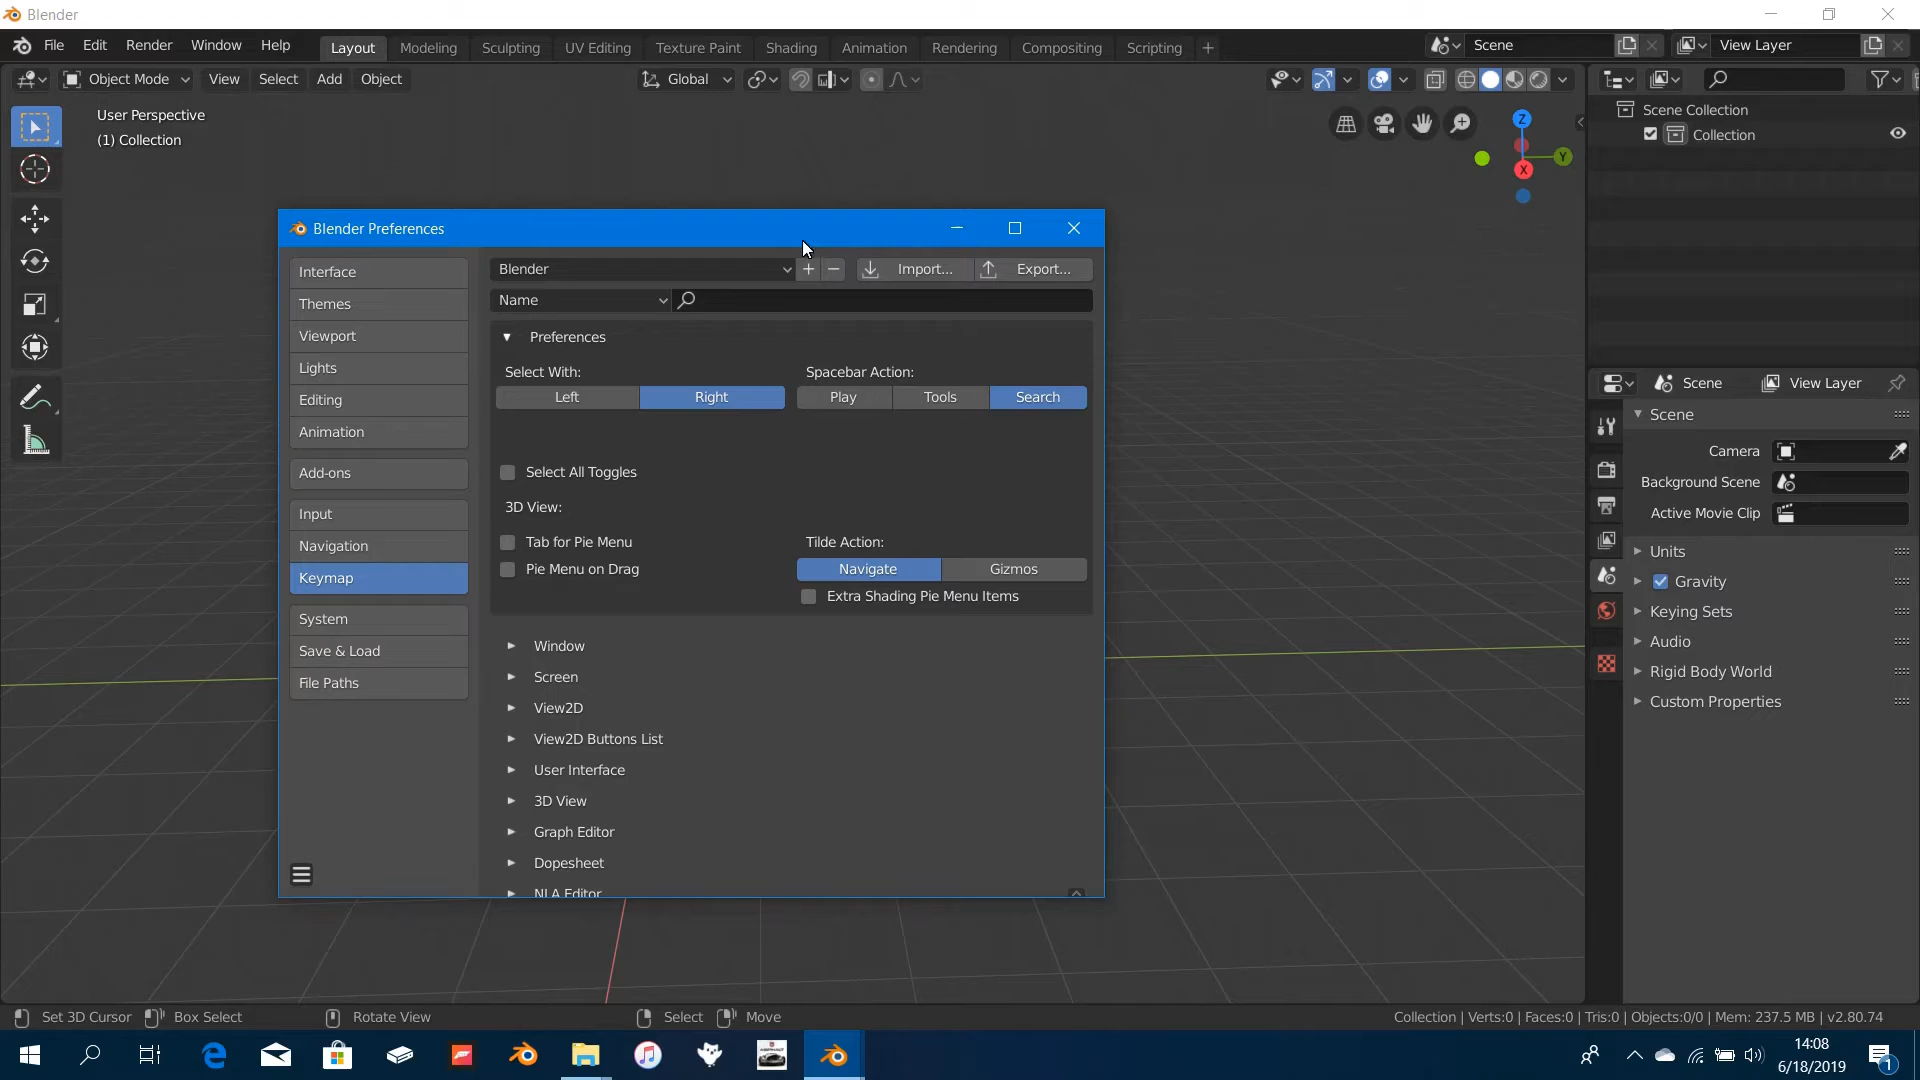 Blender
File Edit Render Window Help Layout Modeling Sculpting UV Editing Texture Paint Shading Animation Rendering Compositing Scripting + Scene View Layer
Object Mode View Select Add Object Global
User Perspective
(1) Collection
Z
Y
X
Scene Collection
Collection
Blender Preferences
Interface
Themes
Viewport
Lights
Editing
Animation
Add-ons
Input
Navigation
Keymap
System
Save & Load
File Paths
Blender + − Import... Export...
Name
Preferences
Select With: Spacebar Action:
Left Right Play Tools Search
Select All Toggles
3D View:
Tab for Pie Menu Tilde Action:
Pie Menu on Drag Navigate Gizmos
Extra Shading Pie Menu Items
Window
Screen
View2D
View2D Buttons List
User Interface
3D View
Graph Editor
Dopesheet
NLA Editor
Scene View Layer
Scene
Camera
Background Scene
Active Movie Clip
Units
Gravity
Keying Sets
Audio
Rigid Body World
Custom Properties
Set 3D Cursor Box Select Rotate View Select Move Collection | Verts:0 | Faces:0 | Tris:0 | Objects:0/0 | Mem: 237.5 MB | v2.80.74
14:08
6/18/2019
1